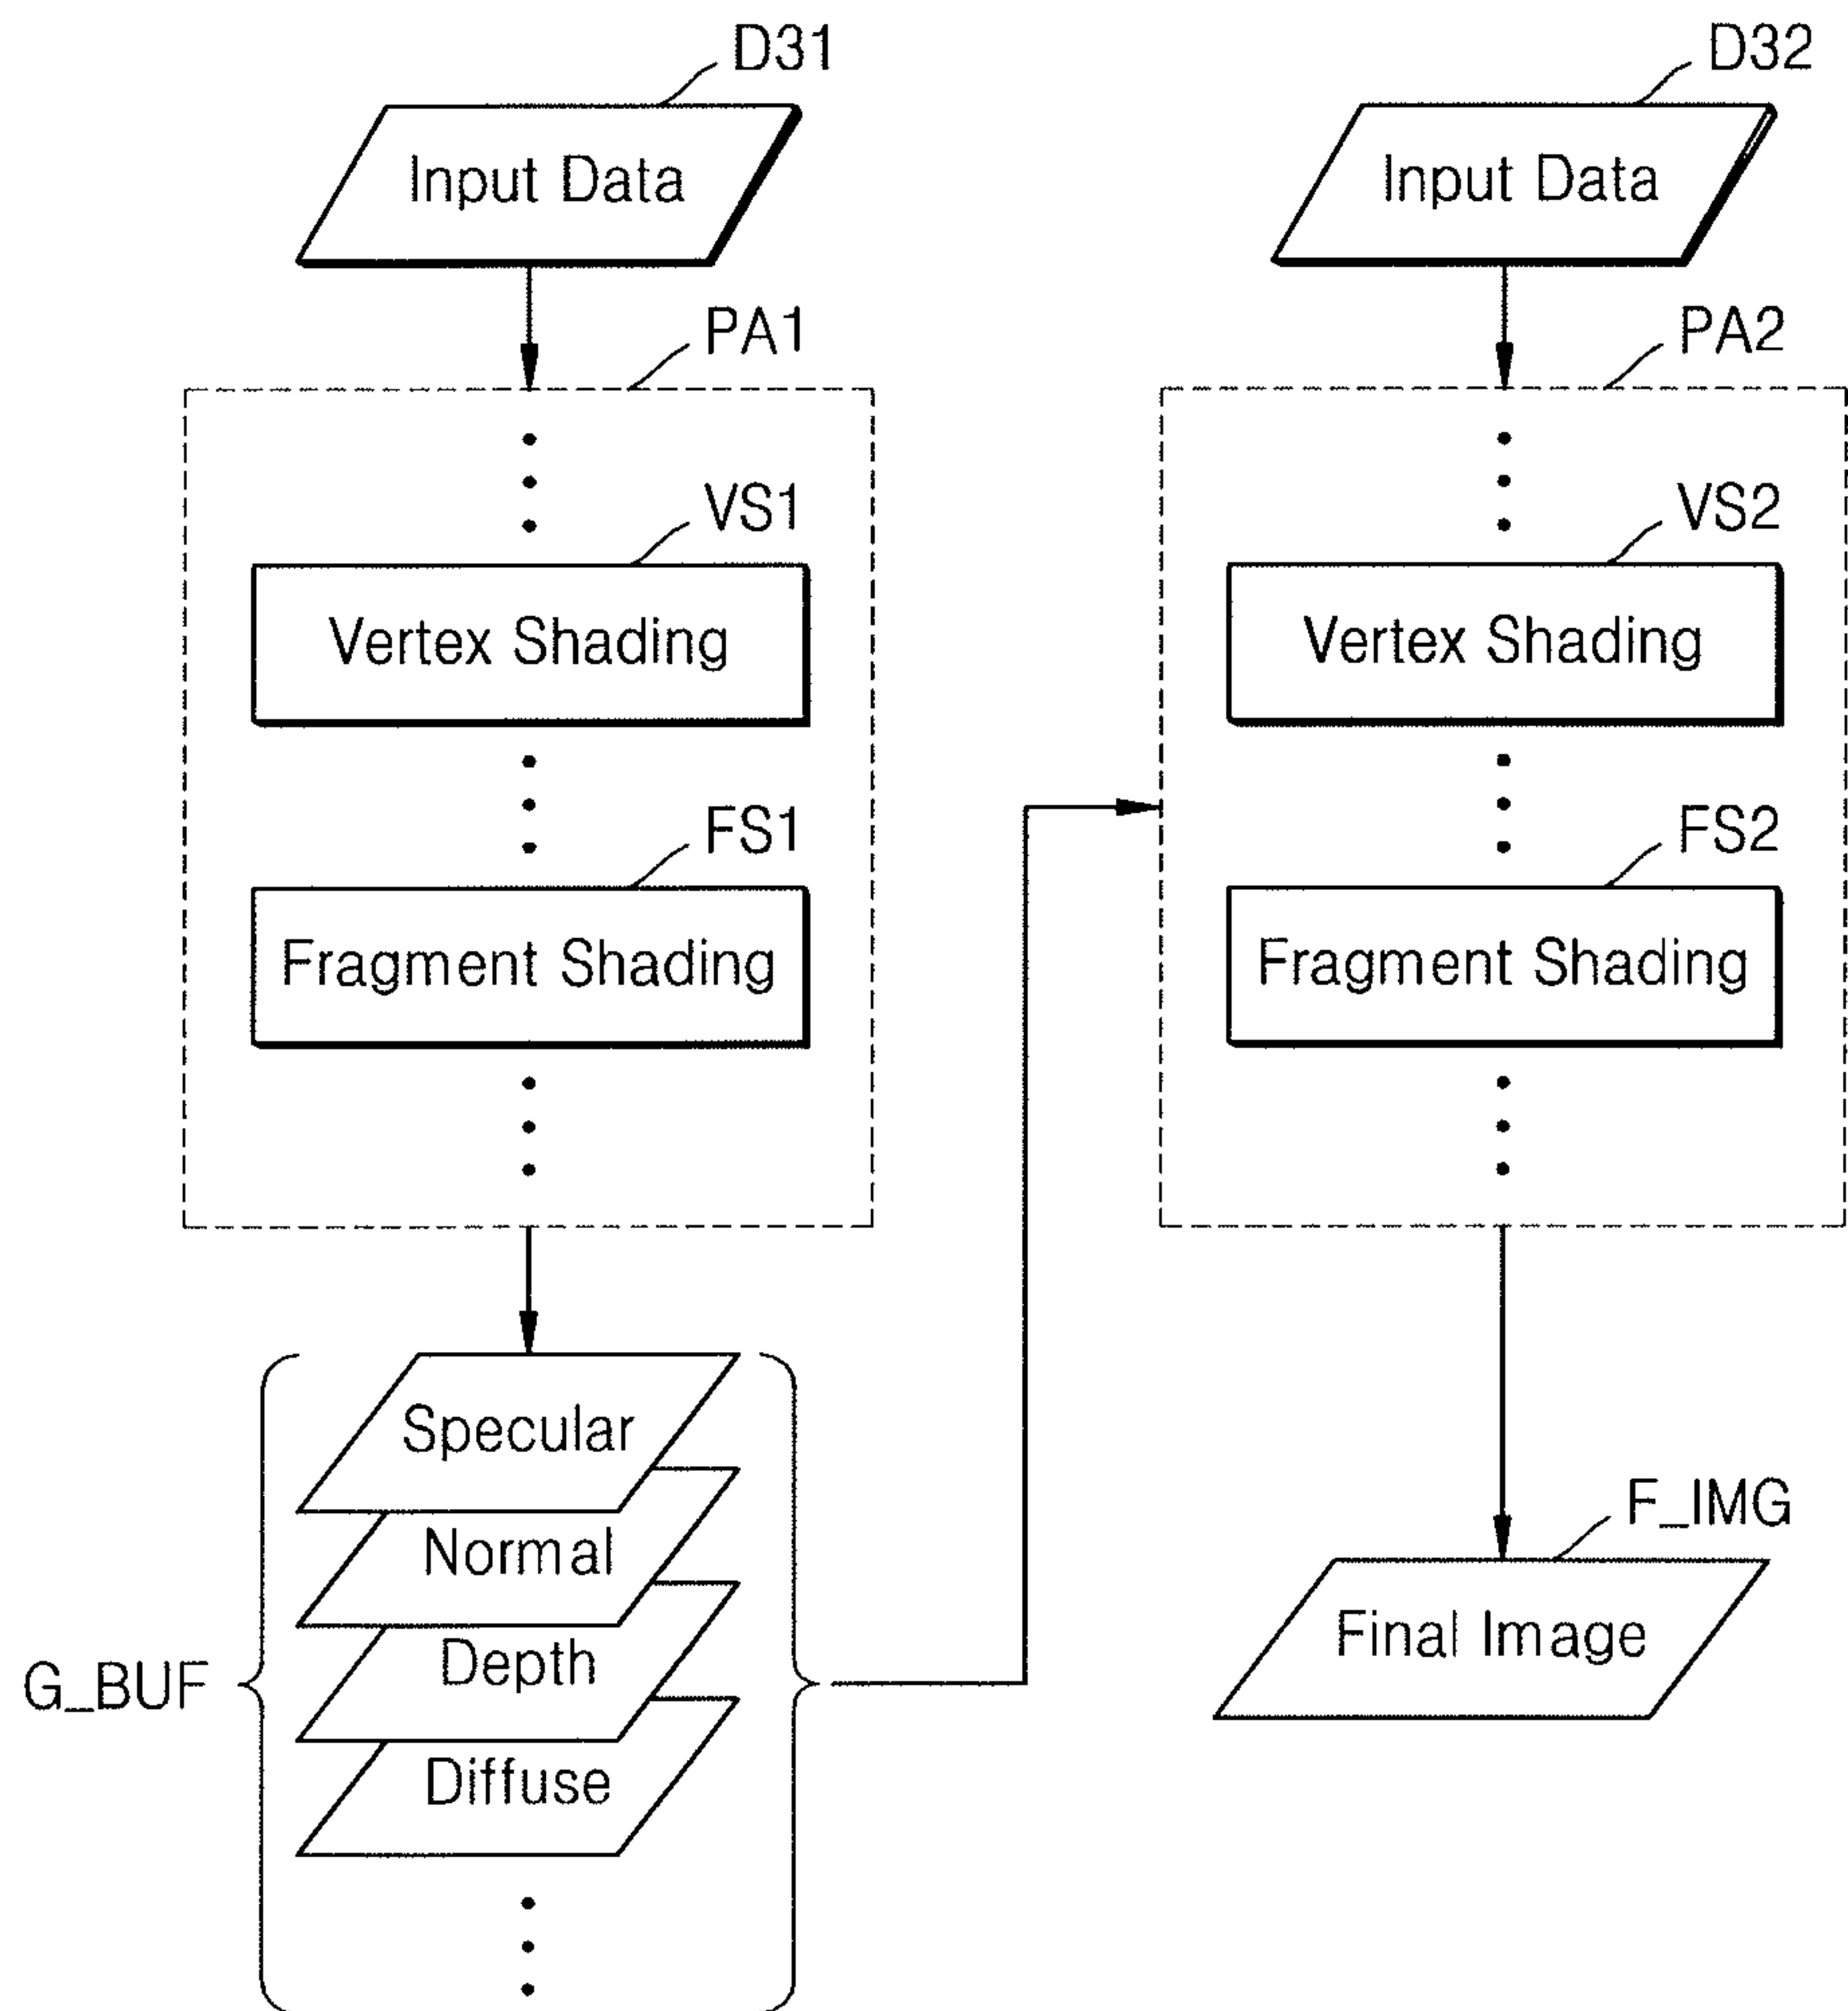 D31
Input Data
PA1
VS1
Vertex Shading
FS1
Fragment Shading
G_BUF
Specular
Normal
Depth
Diffuse
D32
Input Data
PA2
VS2
Vertex Shading
FS2
Fragment Shading
F_IMG
Final Image